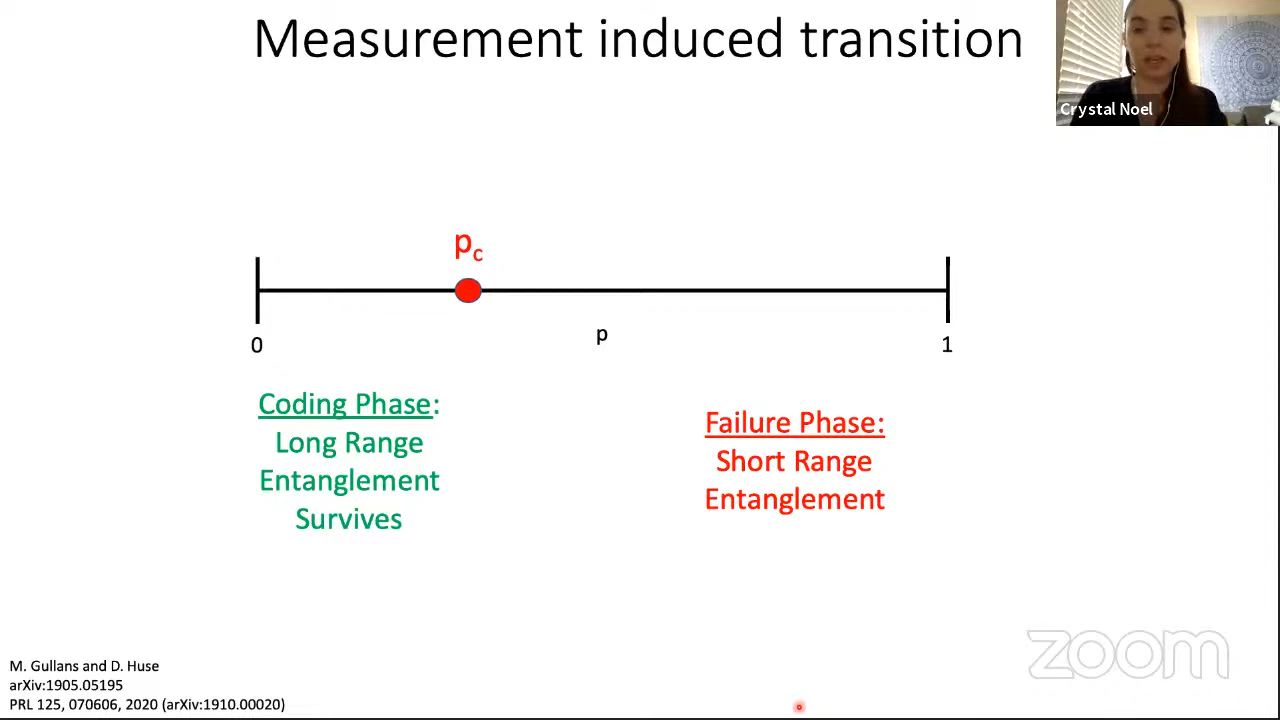 Measurement induced transition
Crystal Noel
pc
p
0
1
Coding Phase:
Long Range
Entanglement
Survives
Failure Phase:
Short Range
Entanglement
M. Gullans and D. Huse
arXiv:1905.05195
PRL 125, 070606, 2020 (arXiv:1910.00020)
zoom